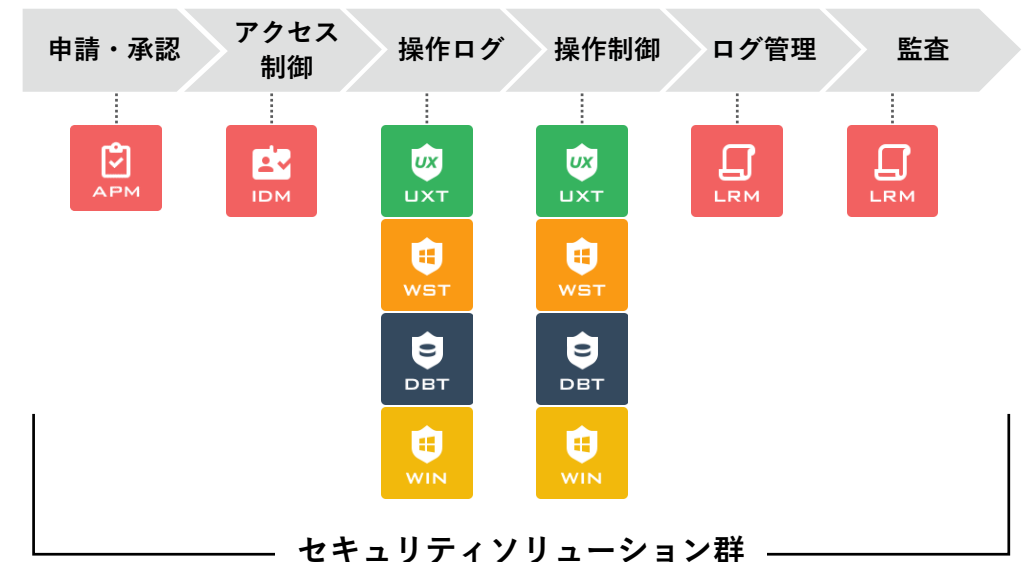 申請・承認
アクセス
制御
操作ログ
操作制御
ログ管理
監査
APM
IDM
UX
UXT
UX
UXT
LRM
LRM
WST
WST
DBT
DBT
WIN
WIN
セキュリティソリューション群